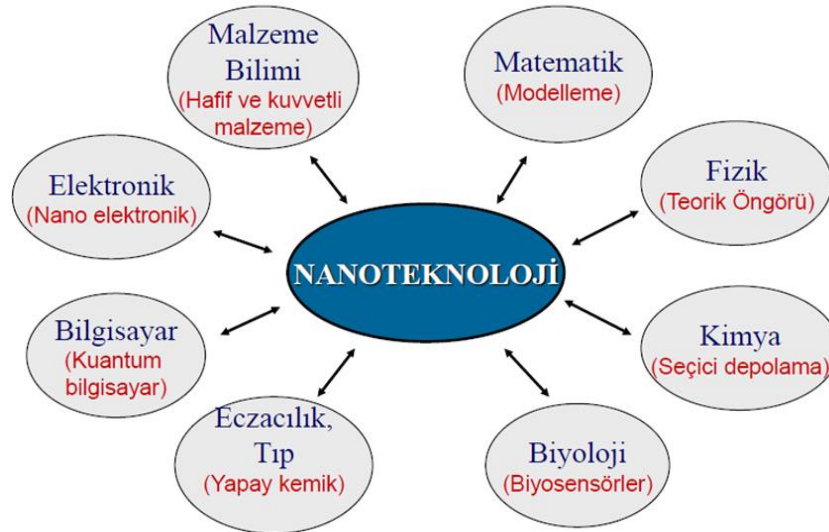 Malzeme
Bilimi
(Hafif ve kuvvetli
malzeme)
Matematik
(Modelleme)
Elektronik
(Nano elektronik)
Fizik
(Teorik Öngörü)
NANOTEKNOLOJİ
Bilgisayar
(Kuantum
bilgisayar)
Kimya
(Seçici depolama)
Eczacılık,
Tıp
(Yapay kemik)
Biyoloji
(Biyosensörler)